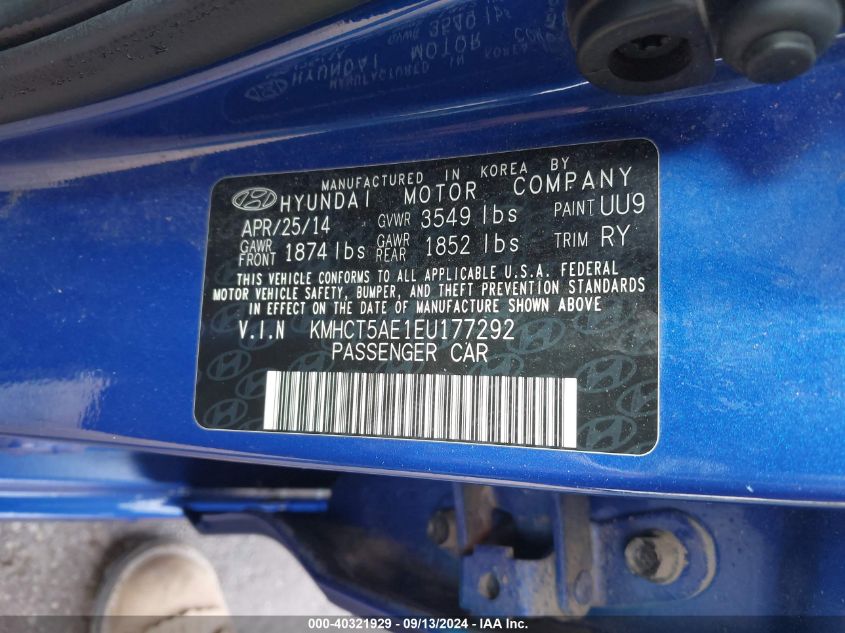 MANUFACTURED IN KOREA BY
HYUNDAI MOTOR COMPANY
APR/25/14 GVWR 3549 lbs PAINT UU9
GAWR FRONT 1874 lbs GAWR REAR 1852 lbs TRIM RY
THIS VEHICLE CONFORMS TO ALL APPLICABLE U.S.A. FEDERAL
MOTOR VEHICLE SAFETY, BUMPER, AND THEFT PREVENTION STANDARDS
IN EFFECT ON THE DATE OF MANUFACTURE SHOWN ABOVE
V.I.N KMHCT5AE1EU177292
PASSENGER CAR
000-40321929 - 09/13/2024 - IAAI.com